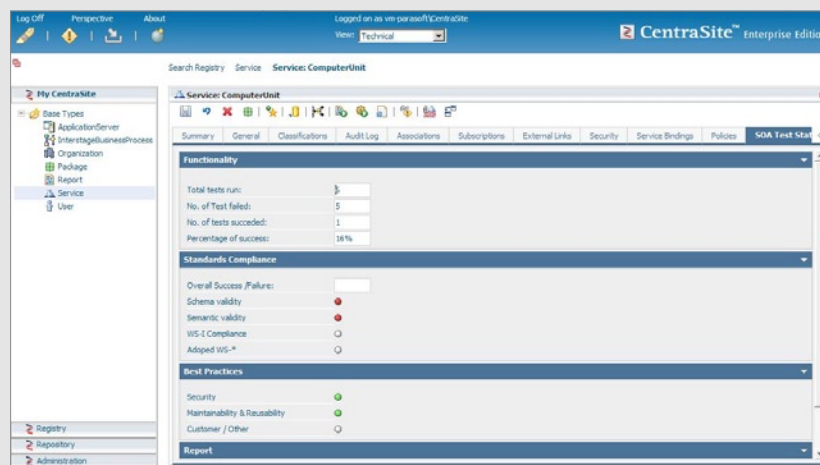 Log Off Perspective About
Logged on as vm-parasoft\CentraSite
View: Technical
CentraSite™ Enterprise Editio
Search Registry Service Service: ComputerUnit
My CentraSite
Base Types
ApplicationServer
InterstageBusinessProcess
Organization
Package
Report
Service
User
Registry
Repository
Administration
Service: ComputerUnit
Summary General Classifications Audit Log Associations Subscriptions External Links Security Service Bindings Policies SOA Test Stat
Functionality
Total tests run:
No. of Test failed: 5
No. of tests succeded: 1
Percentage of success: 16%
Standards Compliance
Overall Success /Failure:
Schema validity
Semantic validity
WS-I Compliance
Adoped WS-*
Best Practices
Security
Maintainability & Reusability
Customer / Other
Report